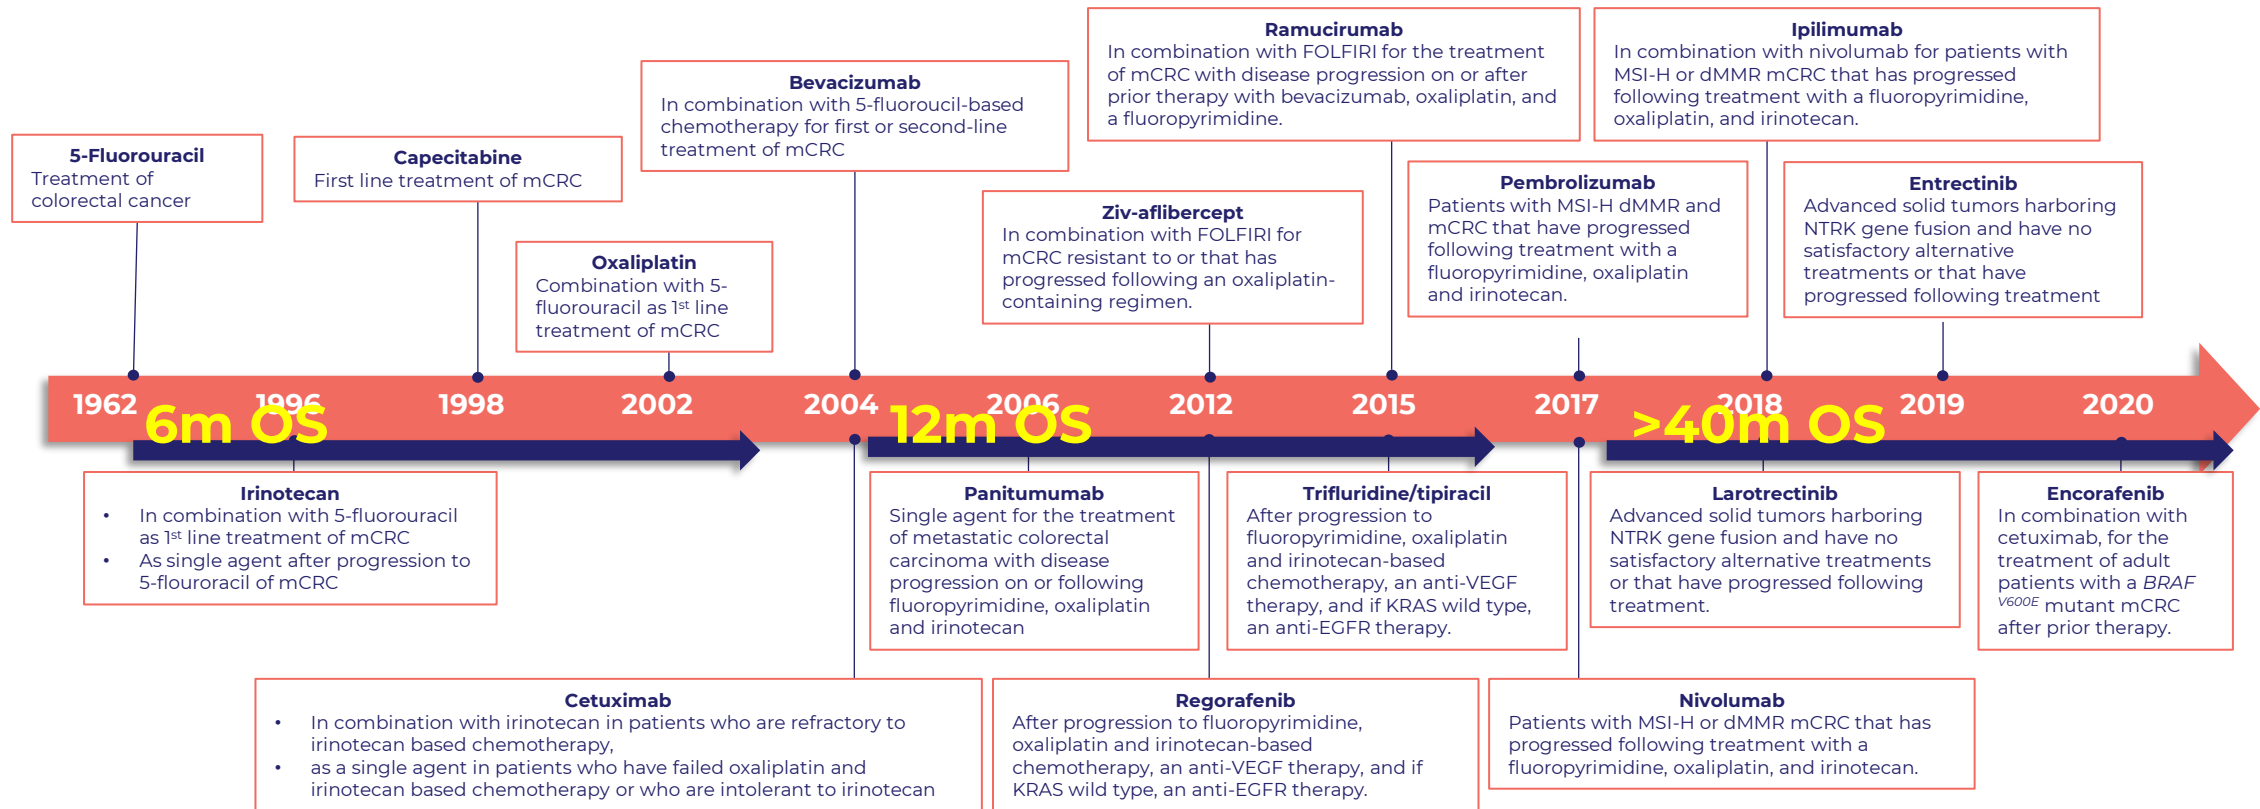 5-Fluorouracil
Treatment of
colorectal cancer
Capecitabine
First line treatment of mCRC
Oxaliplatin
Combination with 5-
fluorouracil as 1st line
treatment of mCRC
Bevacizumab
In combination with 5-fluoroucil-based
chemotherapy for first or second-line
treatment of mCRC
Ziv-aflibercept
In combination with FOLFIRI for
mCRC resistant to or that has
progressed following an oxaliplatin-
containing regimen.
Ramucirumab
In combination with FOLFIRI for the treatment
of mCRC with disease progression on or after
prior therapy with bevacizumab, oxaliplatin, and
a fluoropyrimidine.
Pembrolizumab
Patients with MSI-H dMMR and
mCRC that have progressed
following treatment with a
fluoropyrimidine, oxaliplatin
and irinotecan.
Ipilimumab
In combination with nivolumab for patients with
MSI-H or dMMR mCRC that has progressed
following treatment with a fluoropyrimidine,
oxaliplatin, and irinotecan.
Entrectinib
Advanced solid tumors harboring
NTRK gene fusion and have no
satisfactory alternative
treatments or that have
progressed following treatment
1962 1996 1998 2002 2004 2006 2012 2015 2017 2018 2019 2020
6m OS 12m OS >40m OS
Irinotecan
• In combination with 5-fluorouracil
as 1st line treatment of mCRC
• As single agent after progression to
5-flouroracil of mCRC
Panitumumab
Single agent for the treatment
of metastatic colorectal
carcinoma with disease
progression on or following
fluoropyrimidine, oxaliplatin
and irinotecan
Trifluridine/tipiracil
After progression to
fluoropyrimidine, oxaliplatin
and irinotecan-based
chemotherapy, an anti-VEGF
therapy, and if KRAS wild type,
an anti-EGFR therapy.
Larotrectinib
Advanced solid tumors harboring
NTRK gene fusion and have no
satisfactory alternative treatments
or that have progressed following
treatment.
Encorafenib
In combination with
cetuximab, for the
treatment of adult
patients with a BRAF
V600E mutant mCRC
after prior therapy.
Cetuximab
• In combination with irinotecan in patients who are refractory to
irinotecan based chemotherapy,
• as a single agent in patients who have failed oxaliplatin and
irinotecan based chemotherapy or who are intolerant to irinotecan
Regorafenib
After progression to fluoropyrimidine,
oxaliplatin and irinotecan-based
chemotherapy, an anti-VEGF therapy, and if
KRAS wild type, an anti-EGFR therapy.
Nivolumab
Patients with MSI-H or dMMR mCRC that has
progressed following treatment with a
fluoropyrimidine, oxaliplatin, and irinotecan.